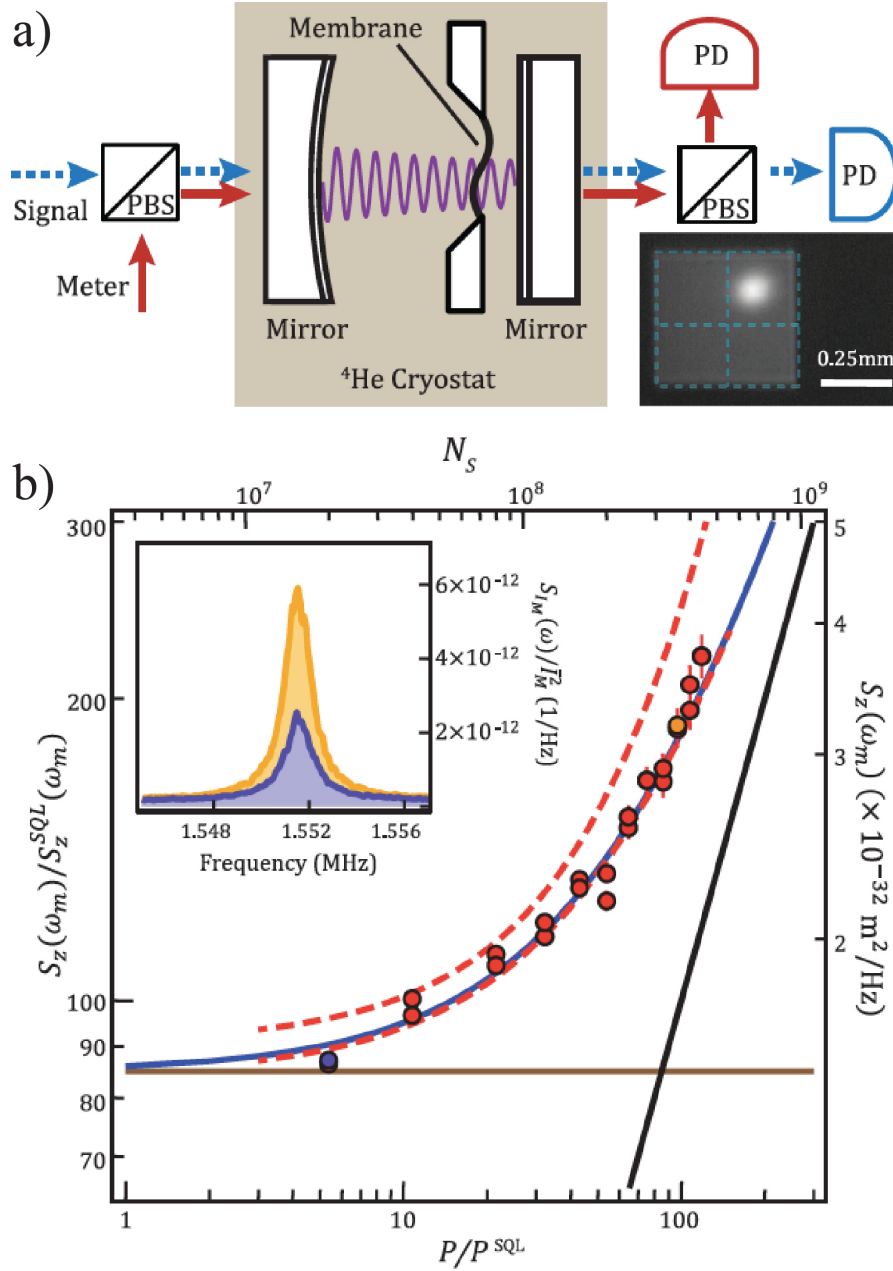 a)
Membrane
PD
Signal
PBS
PBS
PD
Meter
Mirror
Mirror
⁴He Cryostat
0.25mm
b)
N_S
10⁷ 10⁸ 10⁹
300
200
100
90
80
70
S_z(ω_m)/S_z^SQL(ω_m)
6×10⁻¹²
4×10⁻¹²
2×10⁻¹²
S_{I_M}(ω)/Ī_M² (1/Hz)
1.548 1.552 1.556
Frequency (MHz)
5
4
3
2
S_z(ω_m) (× 10⁻³² m²/Hz)
1 10 100
P/P^SQL